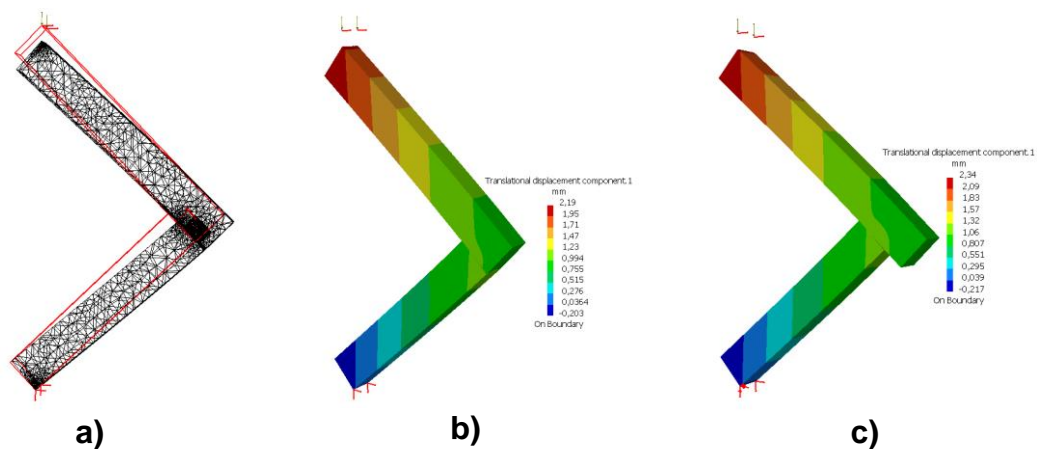 Translational displacement component.1
mm
2,19
1,95
1,71
1,47
1,23
0,994
0,755
0,515
0,276
0,0364
-0,203
On Boundary
Translational displacement component.1
mm
2,34
2,09
1,83
1,57
1,32
1,06
0,807
0,551
0,295
0,039
-0,217
On Boundary
a)
b)
c)